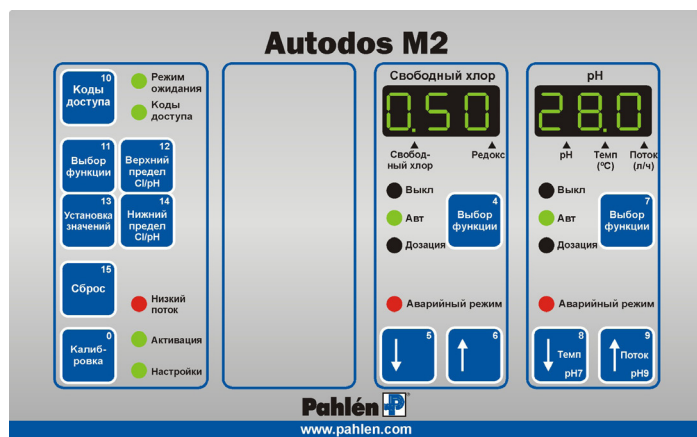 Autodos M2
10
Коды
доступа
Режим
ожидания
Коды
доступа
11
Выбор
функции
12
Верхний
предел
Cl/pH
13
Установка
значений
14
Нижний
предел
Cl/pH
15
Сброс
Низкий
поток
0
Калиб-
ровка
Активация
Настройки
Свободный хлор
0.50
Свобод-
ный хлор
Редокс
Выкл
Авт
Дозация
4
Выбор
функции
Аварийный режим
5
6
pH
28.0
pH
Темп
(ºC)
Поток
(л/ч)
Выкл
Авт
Дозация
7
Выбор
функции
Аварийный режим
8
Темп
pH7
9
Поток
pH9
Pahlén P®
www.pahlen.com